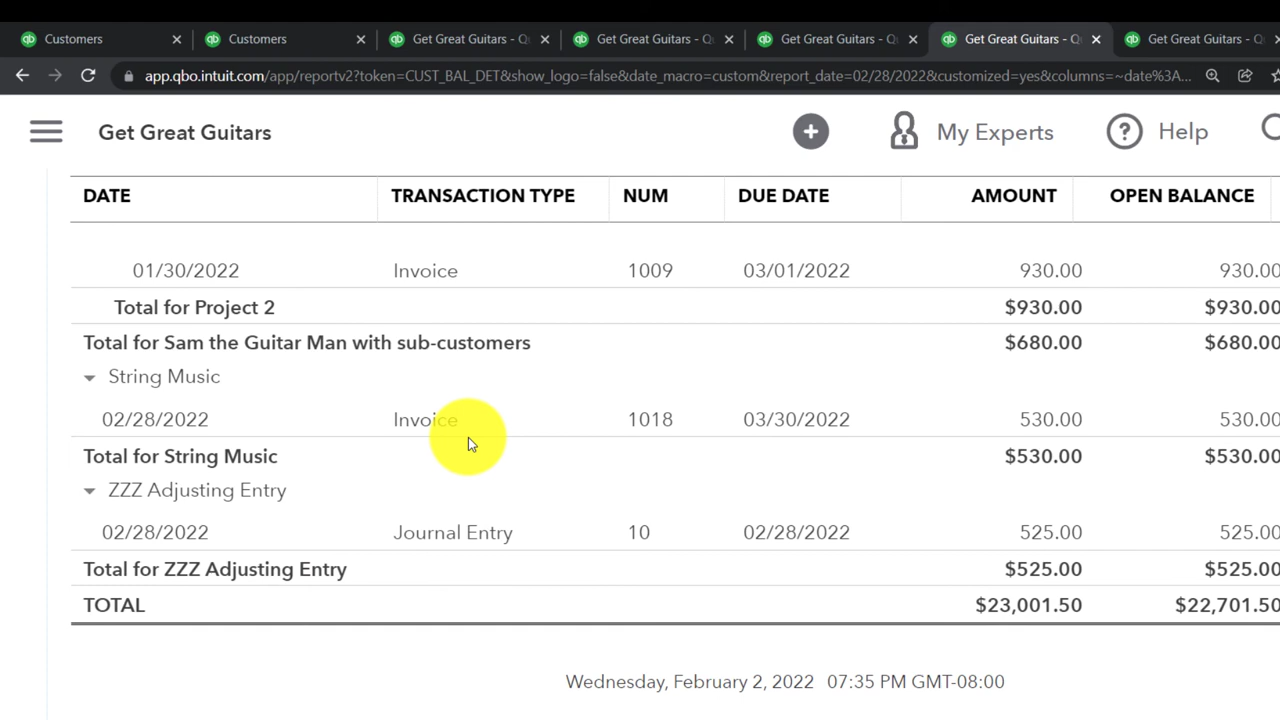 Customers Customers Get Great Guitars - Q Get Great Guitars - Q Get Great Guitars - Q Get Great Guitars - Q Get Great Guitars - Q
app.qbo.intuit.com/app/reportv2?token=CUST_BAL_DET&show_logo=false&date_macro=custom&report_date=02/28/2022&customized=yes&columns=~date%3A...
Get Great Guitars My Experts Help
DATE TRANSACTION TYPE NUM DUE DATE AMOUNT OPEN BALANCE
01/30/2022 Invoice 1009 03/01/2022 930.00 930.00
Total for Project 2 $930.00 $930.00
Total for Sam the Guitar Man with sub-customers $680.00 $680.00
String Music
02/28/2022 Invoice 1018 03/30/2022 530.00 530.00
Total for String Music $530.00 $530.00
ZZZ Adjusting Entry
02/28/2022 Journal Entry 10 02/28/2022 525.00 525.00
Total for ZZZ Adjusting Entry $525.00 $525.00
TOTAL $23,001.50 $22,701.50
Wednesday, February 2, 2022 07:35 PM GMT-08:00